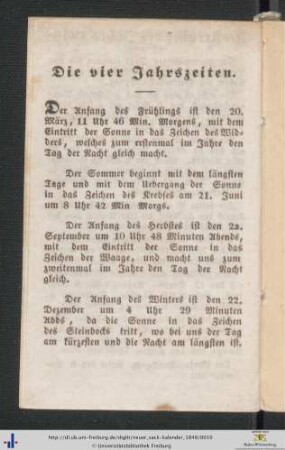 Die vier Jahrszeiten.
Der Anfang des Frühlings ist den 20.
März, 11 Uhr 46 Min. Morgens, mit dem
Eintritt der Sonne in das Zeichen des Wid-
ders, welches zum erstenmal im Jahre den
Tag der Nacht gleich macht.
Der Sommer beginnt mit dem längsten
Tage und mit dem Uebergang der Sonne
in das Zeichen des Krebses am 21. Juni
um 8 Uhr 42 Min Morgs.
Der Anfang des Herbstes ist den 22.
September um 10 Uhr 48 Minuten Abends,
mit dem Eintritt der Sonne in das
Zeichen der Waage, und macht uns zum
zweitenmal im Jahre den Tag der Nacht
gleich.
Der Anfang des Winters ist den 22.
Dezember um 4 Uhr 29 Minuten
Abds, da die Sonne in das Zeichen
des Steinbocks tritt, wo bei uns der Tag
am kürzesten und die Nacht am längsten ist.
http://dl.ub.uni-freiburg.de/diglit/neuer_sack-kalender_1848/0010
© Universitätsbibliothek Freiburg
Baden-Württemberg